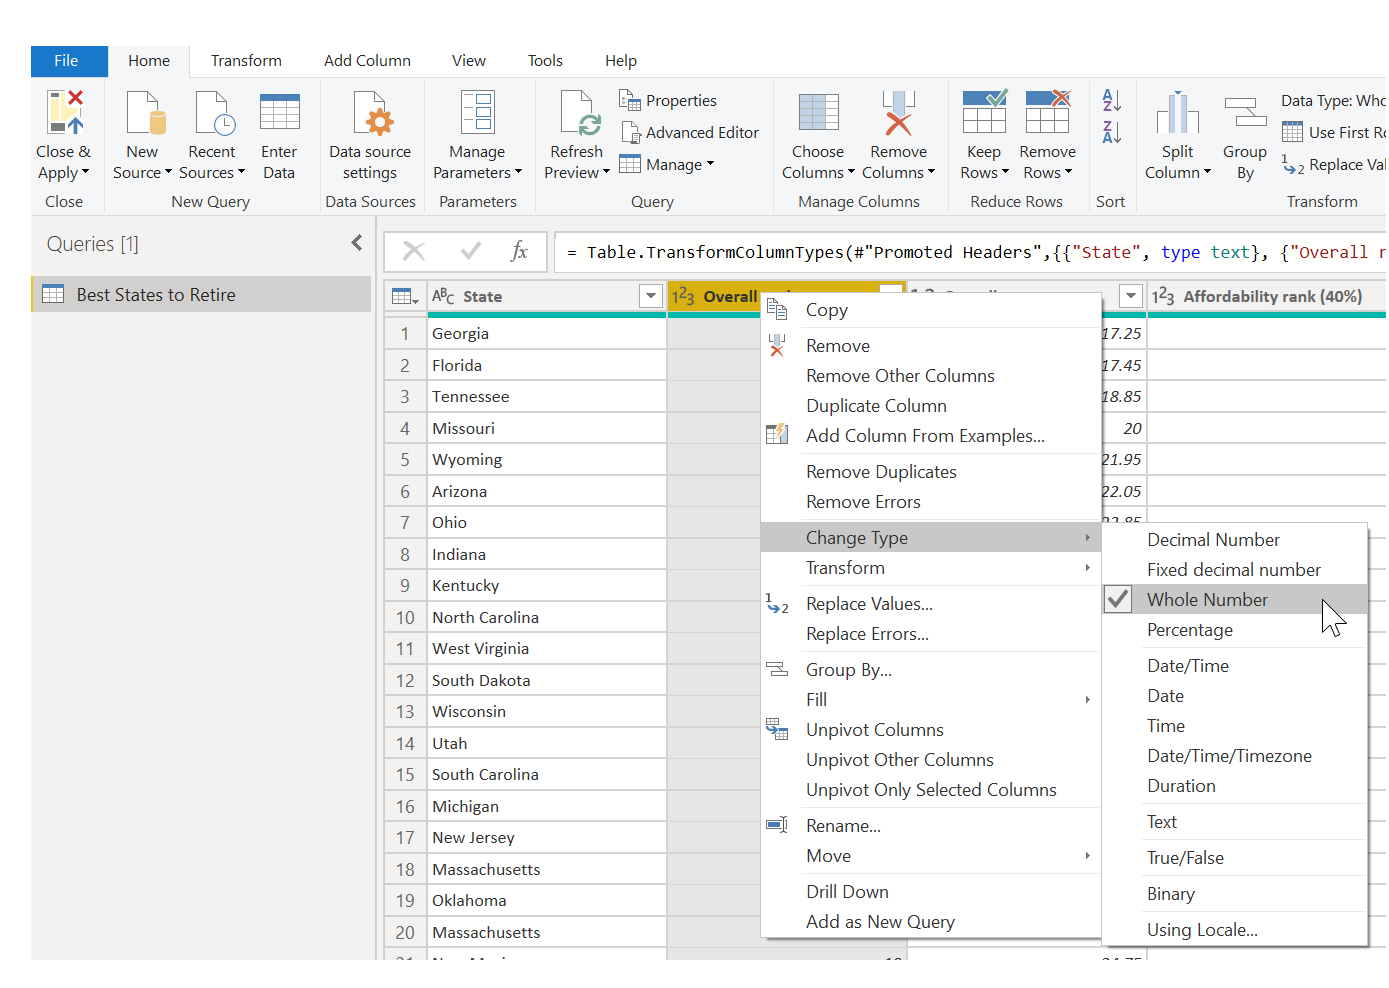 File Home Transform Add Column View Tools Help
Close & Apply
New Source
Recent Sources
Enter Data
Data source settings
Manage Parameters
Refresh Preview
Properties
Advanced Editor
Manage
Choose Columns
Remove Columns
Keep Rows
Remove Rows
Split Column
Group By
Data Type:
Use First
1 2 Replace
Close
New Query
Data Sources
Parameters
Query
Manage Columns
Reduce Rows
Sort
Transform
Queries [1]
Best States to Retire
fx
= Table.TransformColumnTypes(#"Promoted Headers",{{"State", type text}, {"Overall
ABC State
123 Overall
123 Affordability rank (40%)
1 Georgia 17.25
2 Florida 17.45
3 Tennessee 18.85
4 Missouri 20
5 Wyoming 21.95
6 Arizona 22.05
7 Ohio 22.85
8 Indiana
9 Kentucky
10 North Carolina
11 West Virginia
12 South Dakota
13 Wisconsin
14 Utah
15 South Carolina
16 Michigan
17 New Jersey
18 Massachusetts
19 Oklahoma
20 Massachusetts
Copy
Remove
Remove Other Columns
Duplicate Column
Add Column From Examples...
Remove Duplicates
Remove Errors
Change Type
Transform
Replace Values...
Replace Errors...
Group By...
Fill
Unpivot Columns
Unpivot Other Columns
Unpivot Only Selected Columns
Rename...
Move
Drill Down
Add as New Query
Decimal Number
Fixed decimal number
Whole Number
Percentage
Date/Time
Date
Time
Date/Time/Timezone
Duration
Text
True/False
Binary
Using Locale...